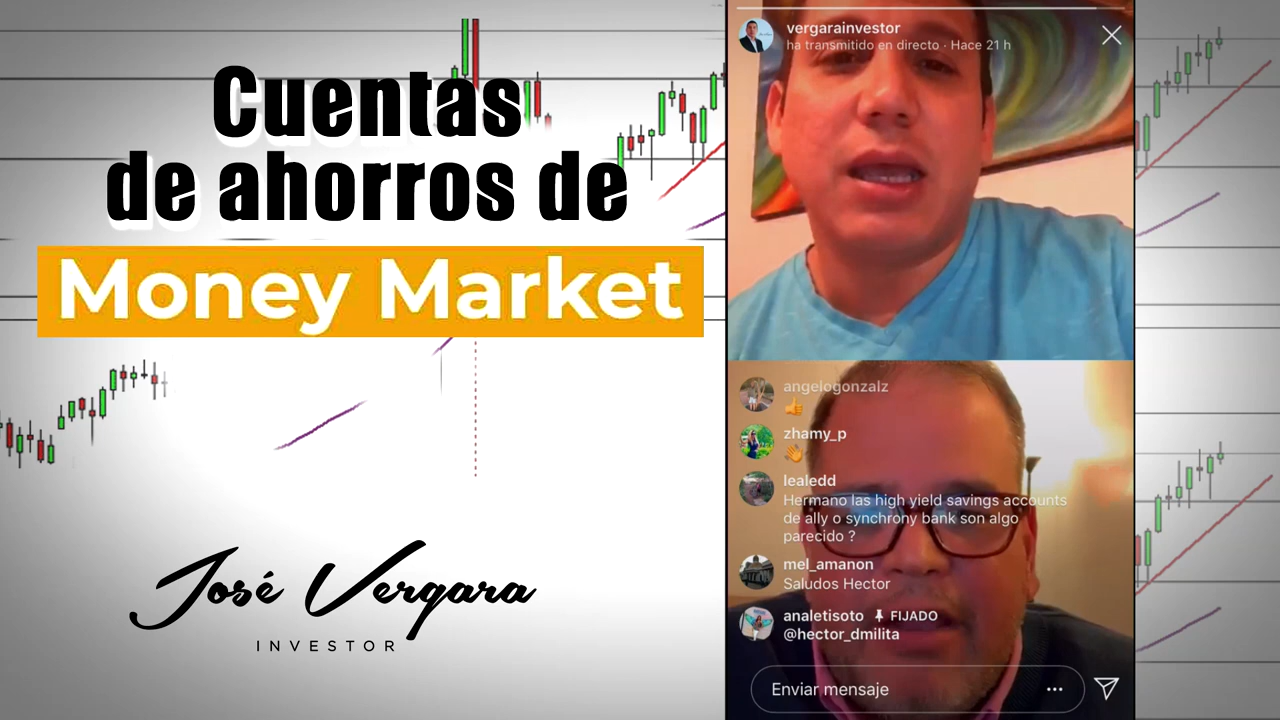 Cuentas
de ahorros de
Money Market
José Vergara
INVESTOR
vergarainvestor
ha transmitido en directo · Hace 21 h
angelogonzalz
👍
zhamy_p
👋
lealedd
Hermano las high yield savings accounts
de ally o synchrony bank son algo
parecido ?
mel_amanon
Saludos Hector
analetisoto 📌 FIJADO
@hector_dmilita
Enviar mensaje